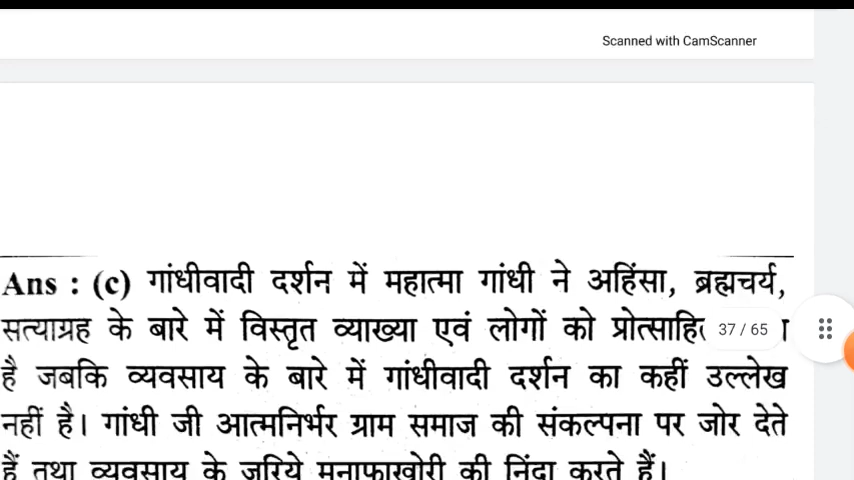 Scanned with CamScanner
Ans : (c) गांधीवादी दर्शन में महात्मा गांधी ने अहिंसा, ब्रह्मचर्य,
सत्याग्रह के बारे में विस्तृत व्याख्या एवं लोगों को 37 / 65
है जबकि व्यवसाय के बारे में गांधीवादी दर्शन का कहीं उल्लेख
नहीं है। गांधी जी आत्मनिर्भर ग्राम समाज की संकल्पना पर जोर देते
हैं तथा व्यवसाय के जरिये मुनाफाखोरी की निंदा करते हैं।